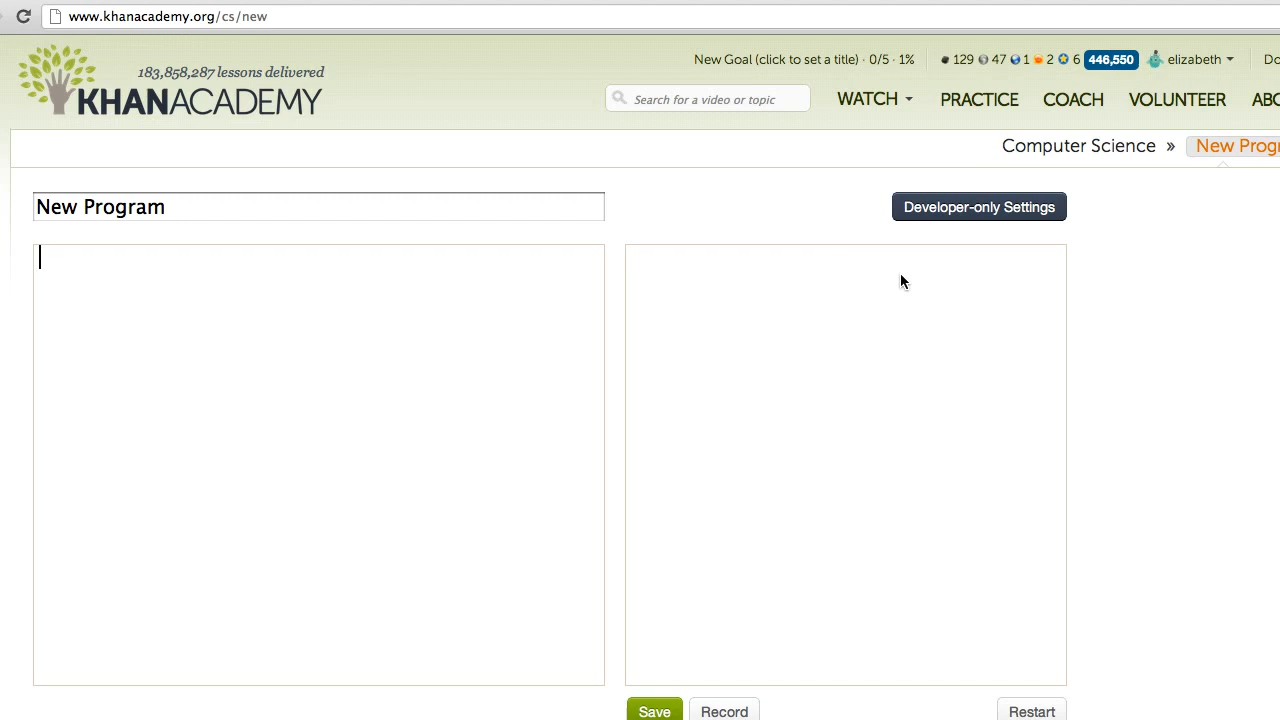 www.khanacademy.org/cs/new
183,858,287 lessons delivered
KHANACADEMY
New Goal (click to set a title) · 0/5 · 1%
129 47 1 2 6 446,550 elizabeth
Search for a video or topic
WATCH PRACTICE COACH VOLUNTEER
Computer Science »
New Program
Developer-only Settings
Save Record Restart